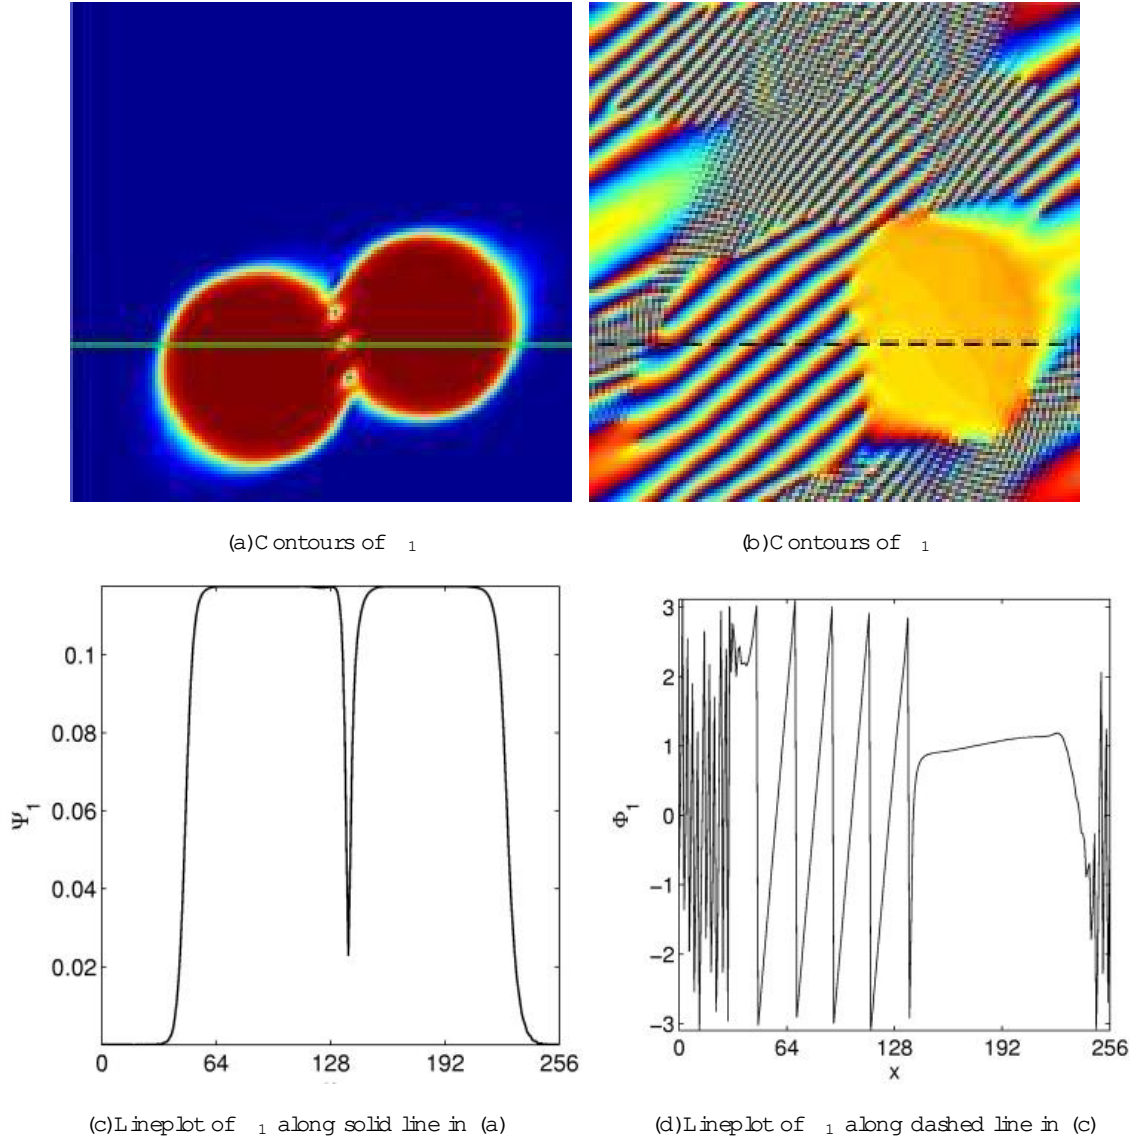 (a) Contours of ₁
(b) Contours of ₁
0.1
0.08
0.06
0.04
0.02
Ψ₁
0 64 128 192 256
3
2
1
0
−1
−2
−3
Φ₁
0 64 128 192 256
x
(c) Lineplot of ₁ along solid line in (a)
(d) Lineplot of ₁ along dashed line in (c)